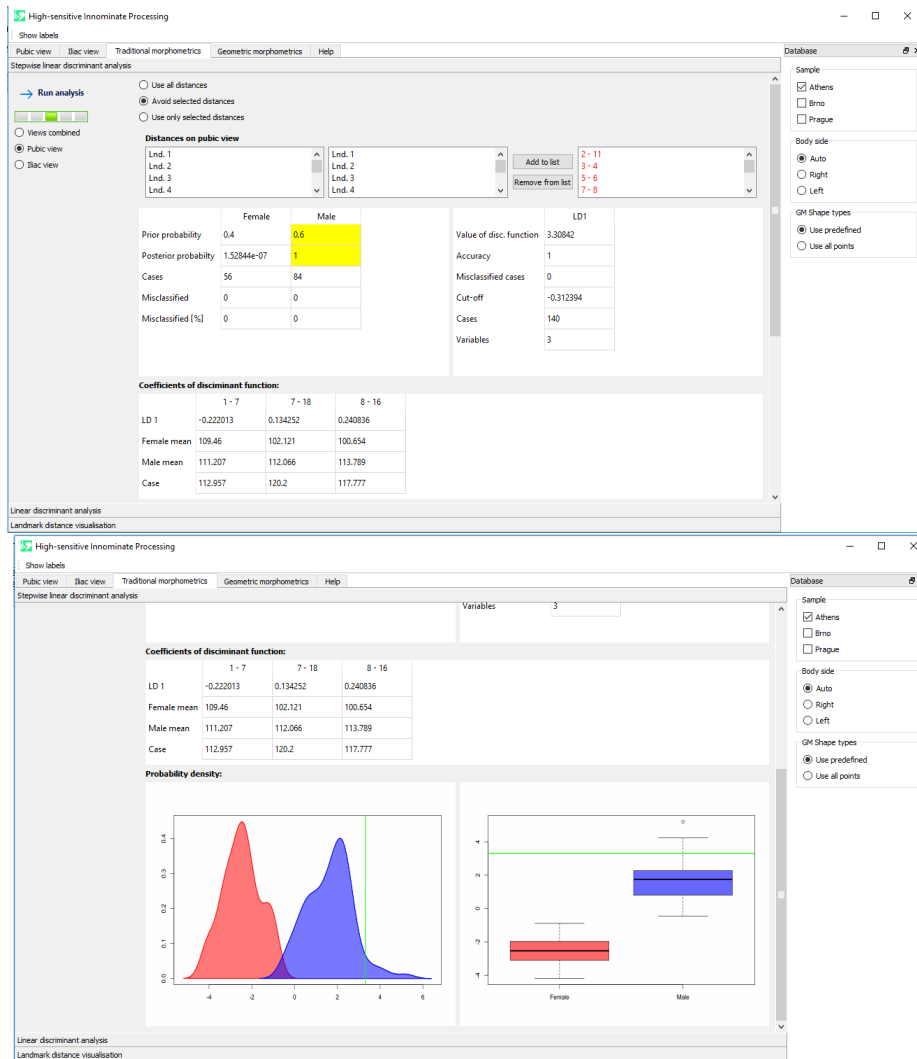 High-sensitive Innominate Processing
Show labels
Pubic view Iliac view Traditional morphometrics Geometric morphometrics Help
Stepwise linear discriminant analysis
Run analysis
Views combined
Pubic view
Iliac view
Use all distances
Avoid selected distances
Use only selected distances
Distances on pubic view
Lnd. 1 Lnd. 1 2 - 11
Lnd. 2 Lnd. 2 Add to list 3 - 4
Lnd. 3 Lnd. 3 Remove from list 5 - 6
Lnd. 4 Lnd. 4 7 - 8
Female Male
Prior probability 0.4 0.6
Posterior probabilty 1.52844e-07 1
Cases 56 84
Misclassified 0 0
Misclassified [%] 0 0
LD1
Value of disc. function 3.30842
Accuracy 1
Misclassified cases 0
Cut-off -0.312394
Cases 140
Variables 3
Coefficients of disciminant function:
1 - 7 7 - 18 8 - 16
LD 1 -0.222013 0.134252 0.240836
Female mean 109.46 102.121 100.654
Male mean 111.207 112.066 113.789
Case 112.957 120.2 117.777
Linear discriminant analysis
Landmark distance visualisation
Database
Sample
Athens
Brno
Prague
Body side
Auto
Right
Left
GM Shape types
Use predefined
Use all points
High-sensitive Innominate Processing
Show labels
Pubic view Iliac view Traditional morphometrics Geometric morphometrics Help
Stepwise linear discriminant analysis
Variables 3
Coefficients of disciminant function:
1 - 7 7 - 18 8 - 16
LD 1 -0.222013 0.134252 0.240836
Female mean 109.46 102.121 100.654
Male mean 111.207 112.066 113.789
Case 112.957 120.2 117.777
Probability density:
0.4
0.3
0.2
0.1
0.0
-4 -2 0 2 4 6
4
2
0
-2
-4
Female Male
Linear discriminant analysis
Landmark distance visualisation
Database
Sample
Athens
Brno
Prague
Body side
Auto
Right
Left
GM Shape types
Use predefined
Use all points